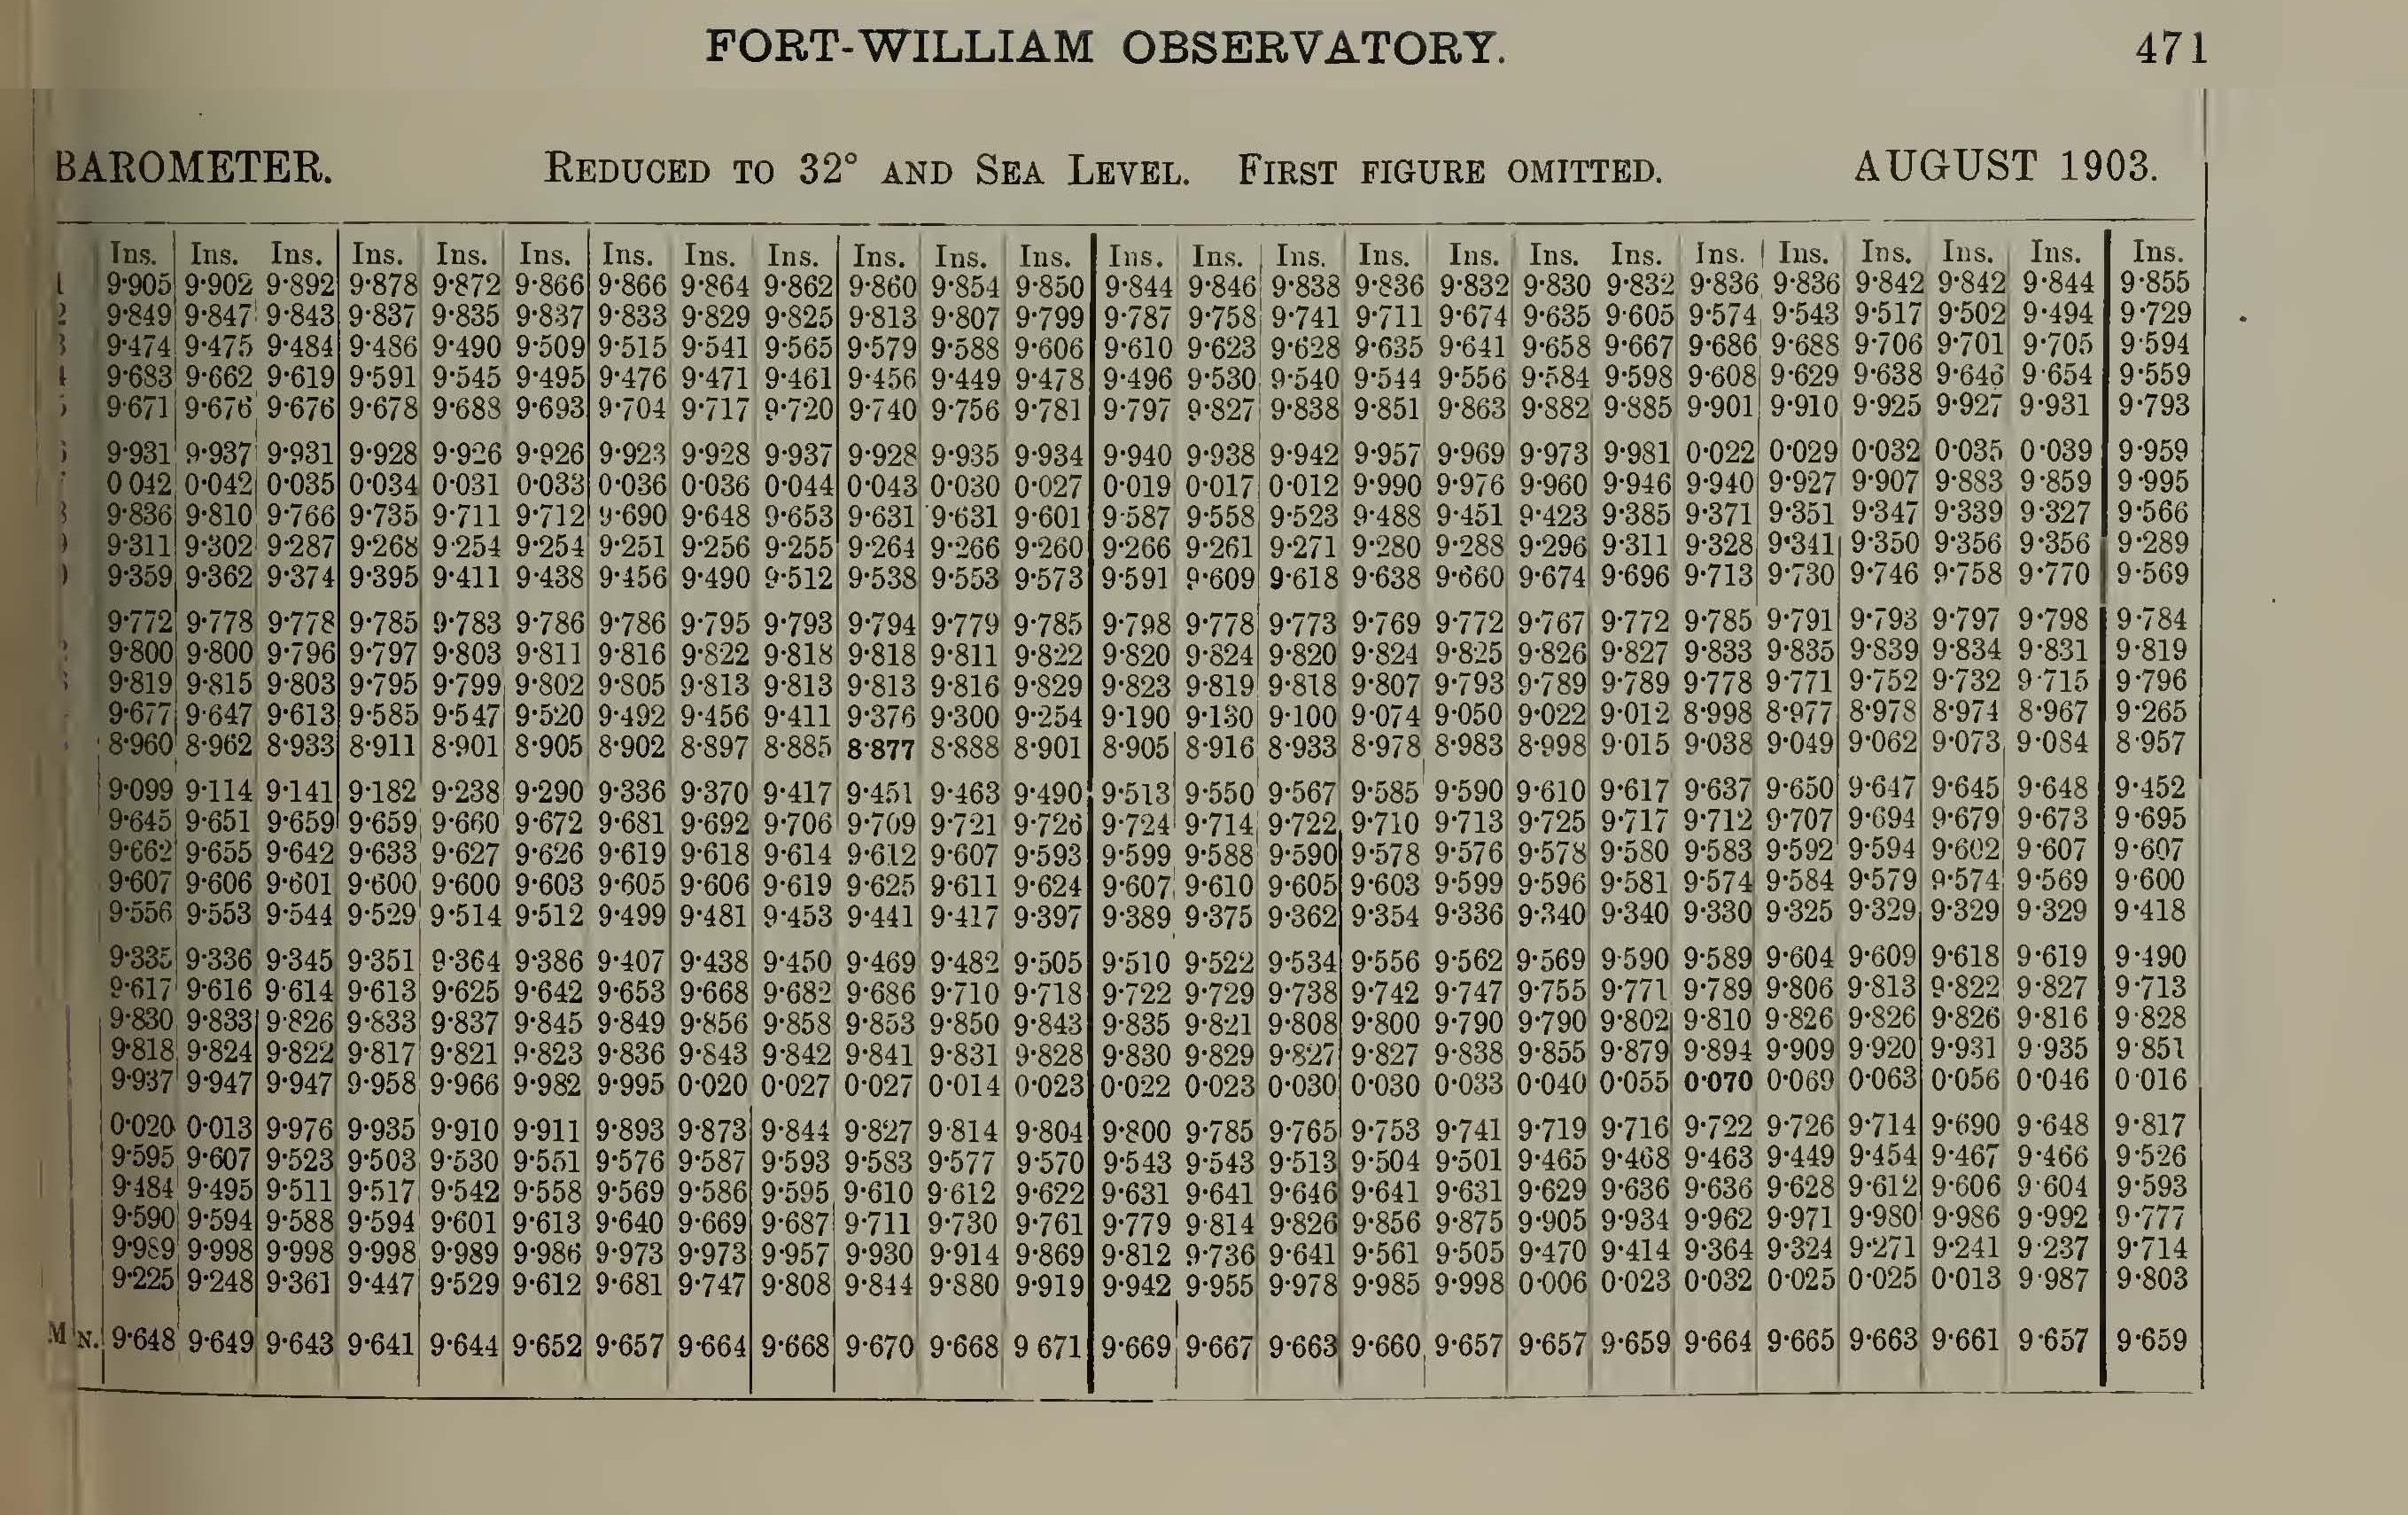 FORT-WILLIAM OBSERVATORY. 471
BAROMETER. REDUCED TO 32° AND SEA LEVEL. FIRST FIGURE OMITTED. AUGUST 1903.
Ins. Ins. Ins. Ins. Ins. Ins. Ins. Ins. Ins. Ins. Ins. Ins. Ins. Ins. Ins. Ins. Ins. Ins. Ins. Ins. Ins. Ins. Ins. Ins. Ins.
1 9·905 9·902 9·892 9·878 9·872 9·866 9·866 9·864 9·862 9·860 9·854 9·850 9·844 9·846 9·838 9·836 9·832 9·830 9·832 9·836 9·836 9·842 9·842 9·844 9·855
2 9·849 9·847 9·843 9·837 9·835 9·837 9·833 9·829 9·825 9·813 9·807 9·799 9·787 9·758 9·741 9·711 9·674 9·635 9·605 9·574 9·543 9·517 9·502 9·494 9·729
3 9·474 9·475 9·484 9·486 9·490 9·509 9·515 9·541 9·565 9·579 9·588 9·606 9·610 9·623 9·628 9·635 9·641 9·658 9·667 9·686 9·688 9·706 9·701 9·705 9·594
4 9·683 9·662 9·619 9·591 9·545 9·495 9·476 9·471 9·461 9·456 9·449 9·478 9·496 9·530 9·540 9·544 9·556 9·584 9·598 9·608 9·629 9·638 9·646 9·654 9·559
5 9·671 9·676 9·676 9·678 9·688 9·693 9·704 9·717 9·720 9·740 9·756 9·781 9·797 9·827 9·838 9·851 9·863 9·882 9·885 9·901 9·910 9·925 9·927 9·931 9·793
9·931 9·937 9·931 9·928 9·926 9·926 9·923 9·928 9·937 9·928 9·935 9·934 9·940 9·938 9·942 9·957 9·969 9·973 9·981 0·022 0·029 0·032 0·035 0·039 9·959
0 042 0·042 0·035 0·034 0·031 0·033 0·036 0·036 0·044 0·043 0·030 0·027 0·019 0·017 0·012 9·990 9·976 9·960 9·946 9·940 9·927 9·907 9·883 9·859 9·995
9·836 9·810 9·766 9·735 9·711 9·712 9·690 9·648 9·653 9·631 9·631 9·601 9·587 9·558 9·523 9·488 9·451 9·423 9·385 9·371 9·351 9·347 9·339 9·327 9·566
9·311 9·302 9·287 9·268 9·254 9·254 9·251 9·256 9·255 9·264 9·266 9·260 9·266 9·261 9·271 9·280 9·288 9·296 9·311 9·328 9·341 9·350 9·356 9·356 9·289
9·359 9·362 9·374 9·395 9·411 9·438 9·456 9·490 9·512 9·538 9·553 9·573 9·591 9·609 9·618 9·638 9·660 9·674 9·696 9·713 9·730 9·746 9·758 9·770 9·569
9·772 9·778 9·778 9·785 9·783 9·786 9·786 9·795 9·793 9·794 9·779 9·785 9·798 9·778 9·773 9·769 9·772 9·767 9·772 9·785 9·791 9·793 9·797 9·798 9·784
9·800 9·800 9·796 9·797 9·803 9·811 9·816 9·822 9·818 9·818 9·811 9·822 9·820 9·824 9·820 9·824 9·825 9·826 9·827 9·833 9·835 9·839 9·834 9·831 9·819
9·819 9·815 9·803 9·795 9·799 9·802 9·805 9·813 9·813 9·813 9·816 9·829 9·823 9·819 9·818 9·807 9·793 9·789 9·789 9·778 9·771 9·752 9·732 9·715 9·796
9·677 9·647 9·613 9·585 9·547 9·520 9·492 9·456 9·411 9·376 9·300 9·254 9·190 9·130 9·100 9·074 9·050 9·022 9·012 8·998 8·977 8·978 8·974 8·967 9·265
8·960 8·962 8·933 8·911 8·901 8·905 8·902 8·897 8·885 8·877 8·888 8·901 8·905 8·916 8·933 8·978 8·983 8·998 9·015 9·038 9·049 9·062 9·073 9·084 8·957
9·099 9·114 9·141 9·182 9·238 9·290 9·336 9·370 9·417 9·451 9·463 9·490 9·513 9·550 9·567 9·585 9·590 9·610 9·617 9·637 9·650 9·647 9·645 9·648 9·452
9·645 9·651 9·659 9·659 9·660 9·672 9·681 9·692 9·706 9·709 9·721 9·726 9·724 9·714 9·722 9·710 9·713 9·725 9·717 9·712 9·707 9·694 9·679 9·673 9·695
9·662 9·655 9·642 9·633 9·627 9·626 9·619 9·618 9·614 9·612 9·607 9·593 9·599 9·588 9·590 9·578 9·576 9·578 9·580 9·583 9·592 9·594 9·602 9·607 9·607
9·607 9·606 9·601 9·600 9·600 9·603 9·605 9·606 9·619 9·625 9·611 9·624 9·607 9·610 9·605 9·603 9·599 9·596 9·581 9·574 9·584 9·579 9·574 9·569 9·600
9·556 9·553 9·544 9·529 9·514 9·512 9·499 9·481 9·453 9·441 9·417 9·397 9·389 9·375 9·362 9·354 9·336 9·340 9·340 9·330 9·325 9·329 9·329 9·329 9·418
9·335 9·336 9·345 9·351 9·364 9·386 9·407 9·438 9·450 9·469 9·482 9·505 9·510 9·522 9·534 9·556 9·562 9·569 9·590 9·589 9·604 9·609 9·618 9·619 9·490
9·617 9·616 9·614 9·613 9·625 9·642 9·653 9·668 9·682 9·686 9·710 9·718 9·722 9·729 9·738 9·742 9·747 9·755 9·771 9·789 9·806 9·813 9·822 9·827 9·713
9·830 9·833 9·826 9·833 9·837 9·845 9·849 9·856 9·858 9·853 9·850 9·843 9·835 9·821 9·808 9·800 9·790 9·790 9·802 9·810 9·826 9·826 9·826 9·816 9·828
9·818 9·824 9·822 9·817 9·821 9·823 9·836 9·843 9·842 9·841 9·831 9·828 9·830 9·829 9·827 9·827 9·838 9·855 9·879 9·894 9·909 9·920 9·931 9·935 9·851
9·937 9·947 9·947 9·958 9·966 9·982 9·995 0·020 0·027 0·027 0·014 0·023 0·022 0·023 0·030 0·030 0·033 0·040 0·055 0·070 0·069 0·063 0·056 0·046 0·016
0·020 0·013 9·976 9·935 9·910 9·911 9·893 9·873 9·844 9·827 9·814 9·804 9·800 9·785 9·765 9·753 9·741 9·719 9·716 9·722 9·726 9·714 9·690 9·648 9·817
9·595 9·607 9·523 9·503 9·530 9·551 9·576 9·587 9·593 9·583 9·577 9·570 9·543 9·543 9·513 9·504 9·501 9·465 9·468 9·463 9·449 9·454 9·467 9·466 9·526
9·484 9·495 9·511 9·517 9·542 9·558 9·569 9·586 9·595 9·610 9·612 9·622 9·631 9·641 9·646 9·641 9·631 9·629 9·636 9·636 9·628 9·612 9·606 9·604 9·593
9·590 9·594 9·588 9·594 9·601 9·613 9·640 9·669 9·687 9·711 9·730 9·761 9·779 9·814 9·826 9·856 9·875 9·905 9·934 9·962 9·971 9·980 9·986 9·992 9·777
9·989 9·998 9·998 9·998 9·989 9·986 9·973 9·973 9·957 9·930 9·914 9·869 9·812 9·736 9·641 9·561 9·505 9·470 9·414 9·364 9·324 9·271 9·241 9·237 9·714
9·225 9·248 9·361 9·447 9·529 9·612 9·681 9·747 9·808 9·844 9·880 9·919 9·942 9·955 9·978 9·985 9·998 0·006 0·023 0·032 0·025 0·025 0·013 9·987 9·803
9·648 9·649 9·643 9·641 9·644 9·652 9·657 9·664 9·668 9·670 9·668 9 671 9·669 9·667 9·663 9·660 9·657 9·657 9·659 9·664 9·665 9·663 9·661 9·657 9·659